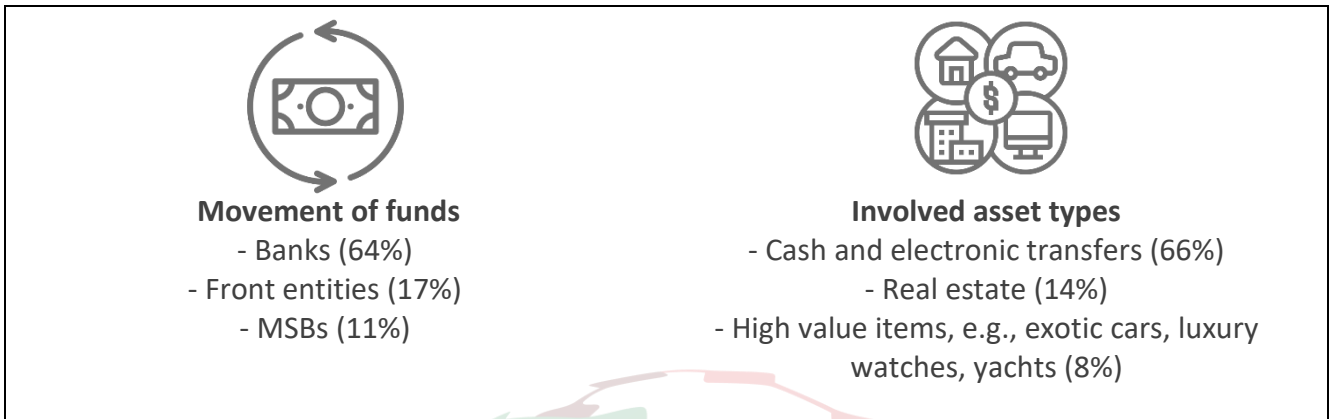 Movement of funds
- Banks (64%)
- Front entities (17%)
- MSBs (11%)
$
Involved asset types
- Cash and electronic transfers (66%)
- Real estate (14%)
- High value items, e.g., exotic cars, luxury
watches, yachts (8%)